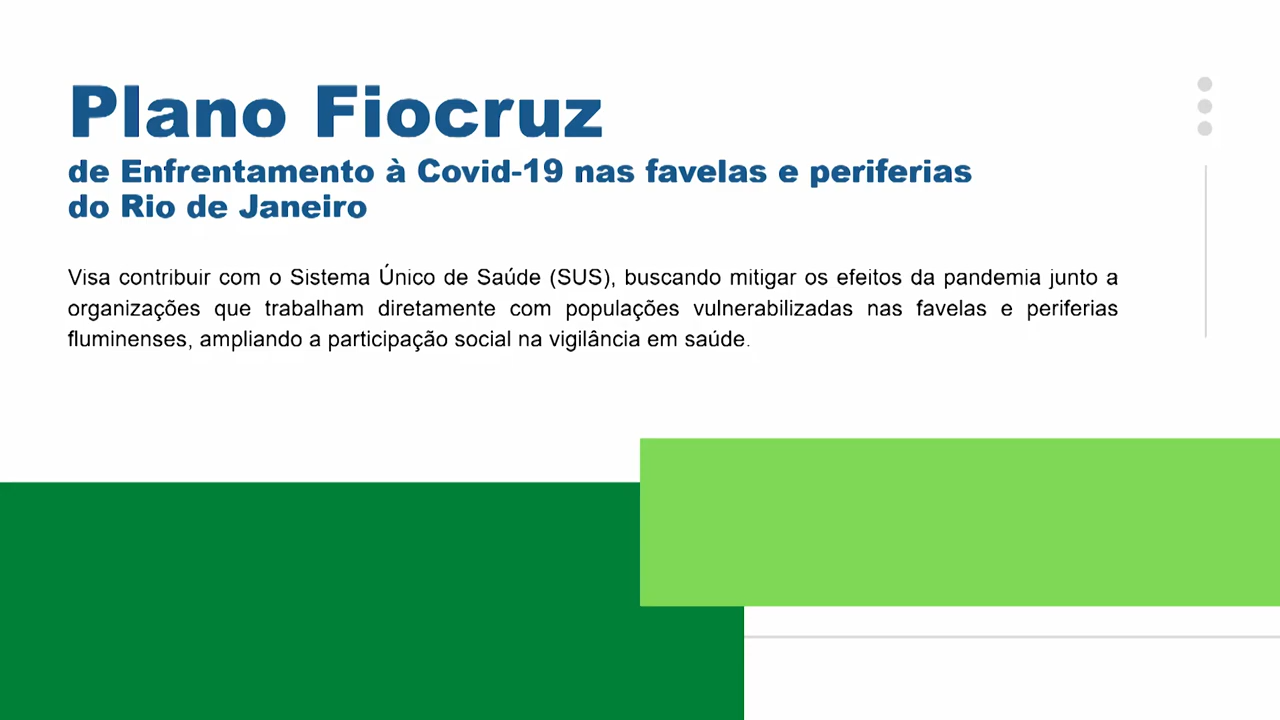 Plano Fiocruz
de Enfrentamento à Covid-19 nas favelas e periferias
do Rio de Janeiro
Visa contribuir com o Sistema Único de Saúde (SUS), buscando mitigar os efeitos da pandemia junto a
organizações que trabalham diretamente com populações vulnerabilizadas nas favelas e periferias
fluminenses, ampliando a participação social na vigilância em saúde.